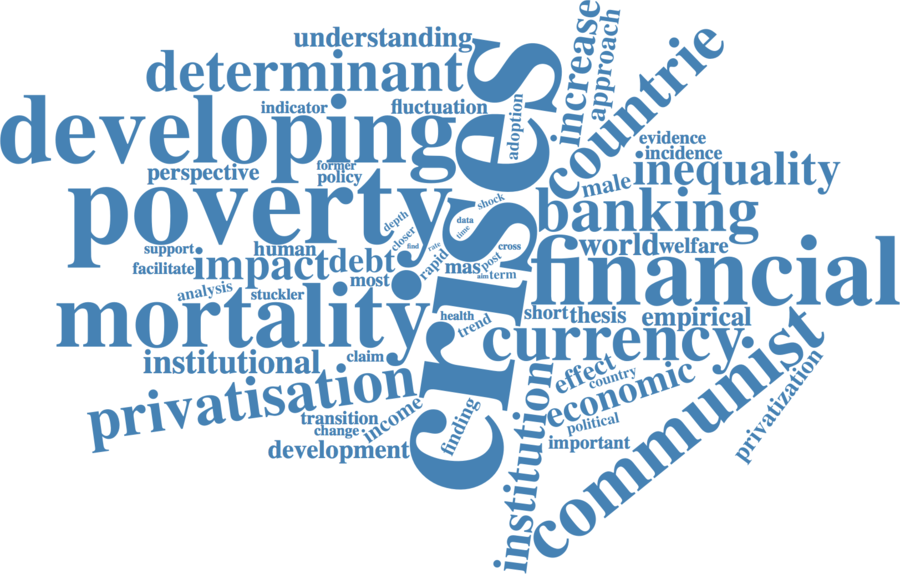 understanding
determinant
developing
indicator
fluctuation
perspective
former
policy
poverty
crises
adoption
increase
approach
countrie
evidence
incidence
male
inequality
banking
world
welfare
financial
shock
data
time
depth
closer
find
rate
rapid
cross
post
mas
aim
term
support
human
facilitate
impact
debt
most
analysis
stuckler
mortality
health
trend
short
thesis
empirical
currency
institutional
claim
privatisation
transition
change
income
development
finding
institution
effect
country
economic
political
important
communist
privatization